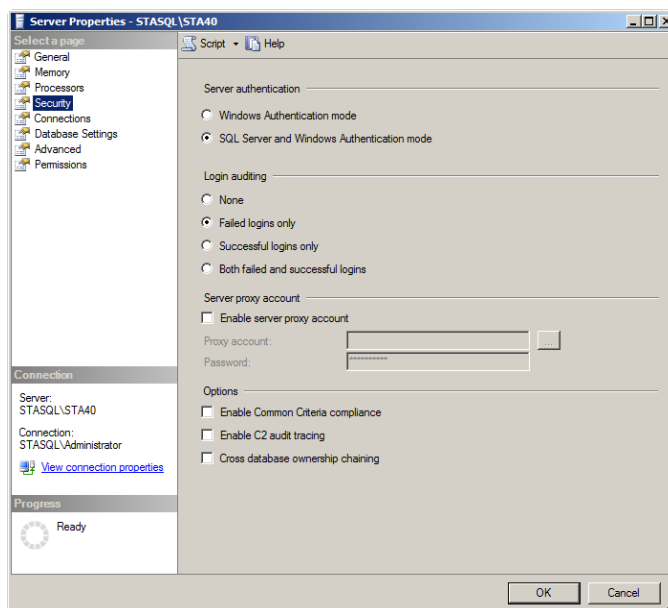 Server Properties - STASQL\STA40
Select a page
General
Memory
Processors
Security
Connections
Database Settings
Advanced
Permissions
Script
Help
Server authentication
Windows Authentication mode
SQL Server and Windows Authentication mode
Login auditing
None
Failed logins only
Successful logins only
Both failed and successful logins
Server proxy account
Enable server proxy account
Proxy account:
...
Password:
**********
Options
Enable Common Criteria compliance
Enable C2 audit tracing
Cross database ownership chaining
Connection
Server:
STASQL\STA40
Connection:
STASQL\Administrator
View connection properties
Progress
Ready
OK
Cancel